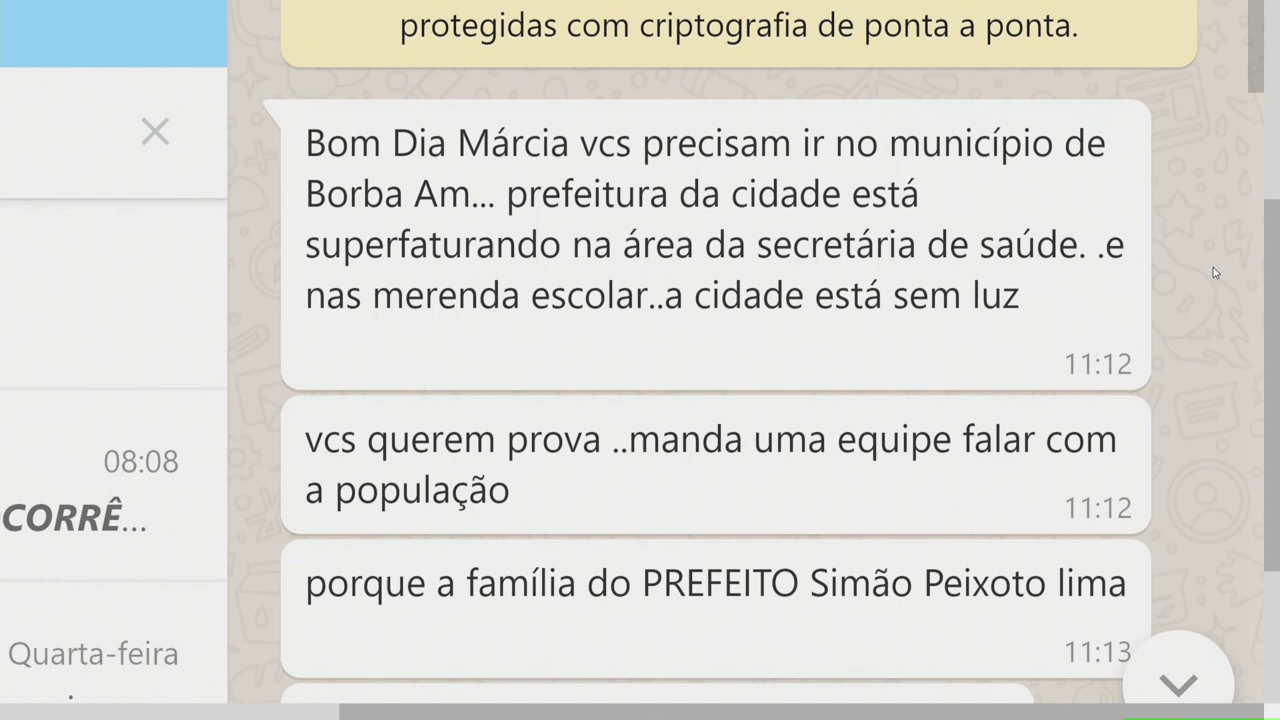 protegidas com criptografia de ponta a ponta.
Bom Dia Márcia vcs precisam ir no município de
Borba Am... prefeitura da cidade está
superfaturando na área da secretária de saúde. .e
nas merenda escolar..a cidade está sem luz
11:12
vcs querem prova ..manda uma equipe falar com
a população
11:12
porque a família do PREFEITO Simão Peixoto lima
11:13
08:08
CORRÊ...
Quarta-feira